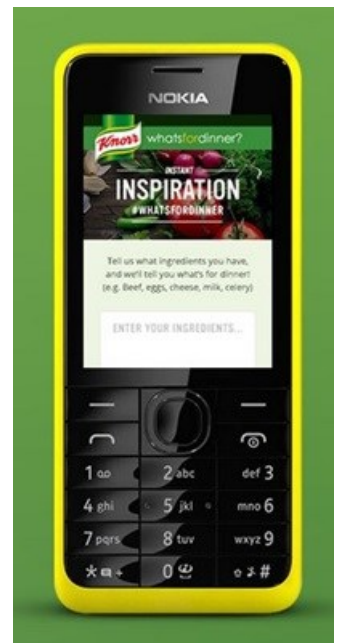 NOKIA
Knorr whatsfordinner?
INSTANT
INSPIRATION
#WHATSFORDINNER
Tell us what ingredients you have,
and we'll tell you what's for dinner!
(e.g. Beef, eggs, cheese, milk, celery)
ENTER YOUR INGREDIENTS...
1 2 abc def 3
4 ghi 5 jkl mno 6
7 pqrs 8 tuv wxyz 9
* + 0 #